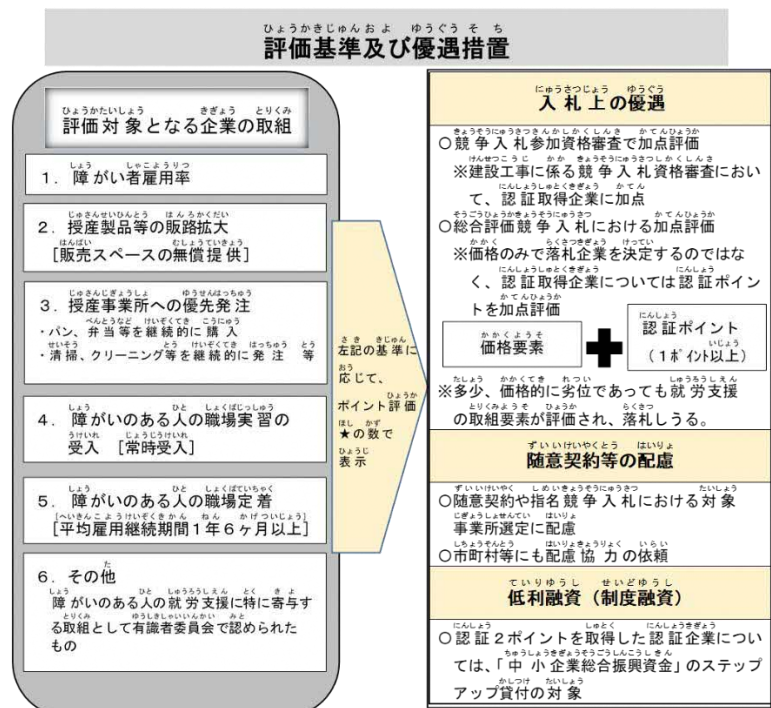 評価基準及び優遇措置
評価対象となる企業の取組
1．障がい者雇用率
2．授産製品等の販路拡大
［販売スペースの無償提供］
3．授産事業所への優先発注
・パン、弁当等を継続的に購入
・清掃、クリーニング等を継続的に発注 等
4．障がいのある人の職場実習の
受入 ［常時受入］
5．障がいのある人の職場定着
［平均雇用継続期間1年6ヶ月以上］
6．その他
障がいのある人の就労支援に特に寄与す
る取組として有識者委員会で認められた
もの
左記の基準に
応じて、
ポイント評価
★の数で
表示
入札上の優遇
○競争入札参加資格審査で加点評価
※建設工事に係る競争入札資格審査におい
て、認証取得企業に加点
○総合評価競争入札における加点評価
※価格のみで落札企業を決定するのではな
く、認証取得企業については認証ポイン
トを加点評価
価格要素
認証ポイント
（1ポイント以上）
※多少、価格的に劣位であっても就労支援
の取組要素が評価され、落札しうる。
随意契約等の配慮
○随意契約や指名競争入札における対象
事業所選定に配慮
○市町村等にも配慮協力の依頼
低利融資（制度融資）
○認証2ポイントを取得した認証企業につい
ては、「中小企業総合振興資金」のステップ
アップ貸付の対象